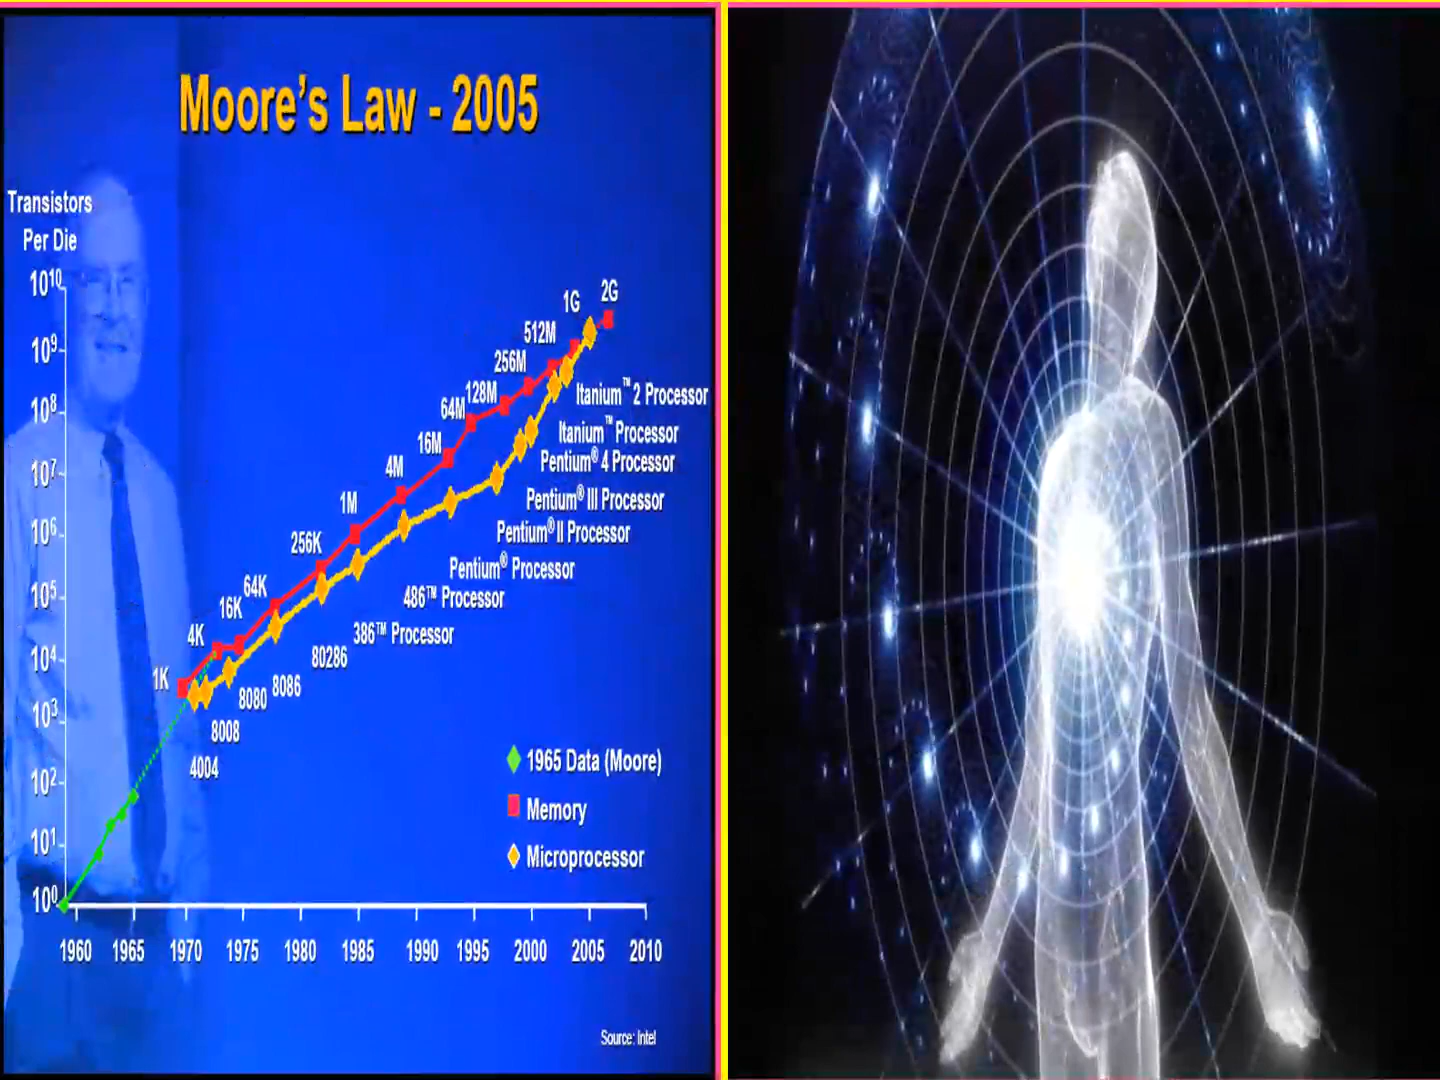 Moore's Law - 2005
Transistors
Per Die
10¹⁰
10⁹
10⁸
10⁷
10⁶
10⁵
10⁴
10³
10²
10¹
10⁰
1960 1965 1970 1975 1980 1985 1990 1995 2000 2005 2010
1K
4K
16K
64K
256K
1M
4M
16M
64M
128M
256M
512M
1G
2G
4004
8008
8080
8086
80286
386™ Processor
486™ Processor
Pentium® Processor
Pentium® II Processor
Pentium® III Processor
Pentium® 4 Processor
Itanium™ Processor
Itanium™ 2 Processor
1965 Data (Moore)
Memory
Microprocessor
Source: Intel